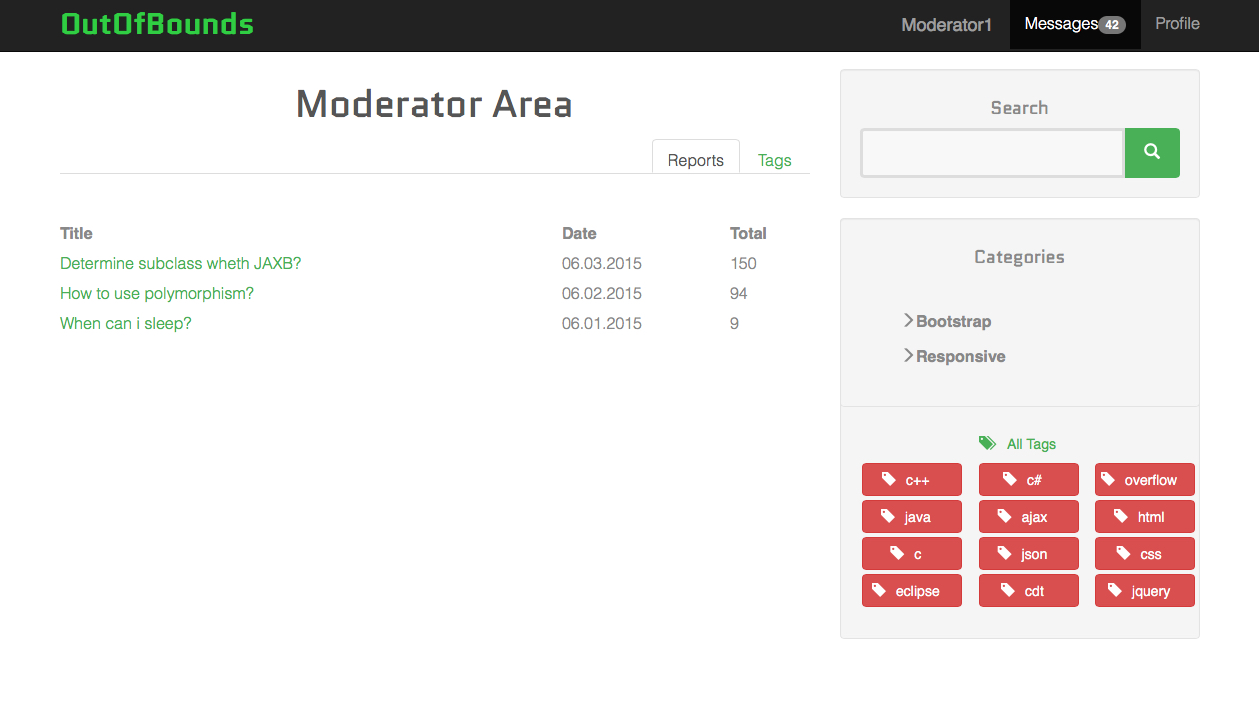 OutOfBounds
Moderator1
Messages 42
Profile
Moderator Area
Reports
Tags
Title Date Total
Determine subclass wheth JAXB? 06.03.2015 150
How to use polymorphism? 06.02.2015 94
When can i sleep? 06.01.2015 9
Search
Categories
Bootstrap
Responsive
All Tags
c++ c# overflow
java ajax html
c json css
eclipse cdt jquery